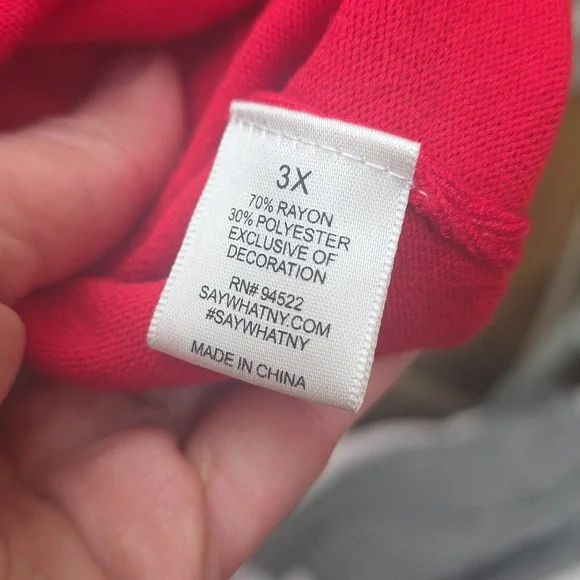 3X
70% RAYON
30% POLYESTER
EXCLUSIVE OF
DECORATION
RN# 94522
SAYWHATNY.COM
#SAYWHATNY
MADE IN CHINA